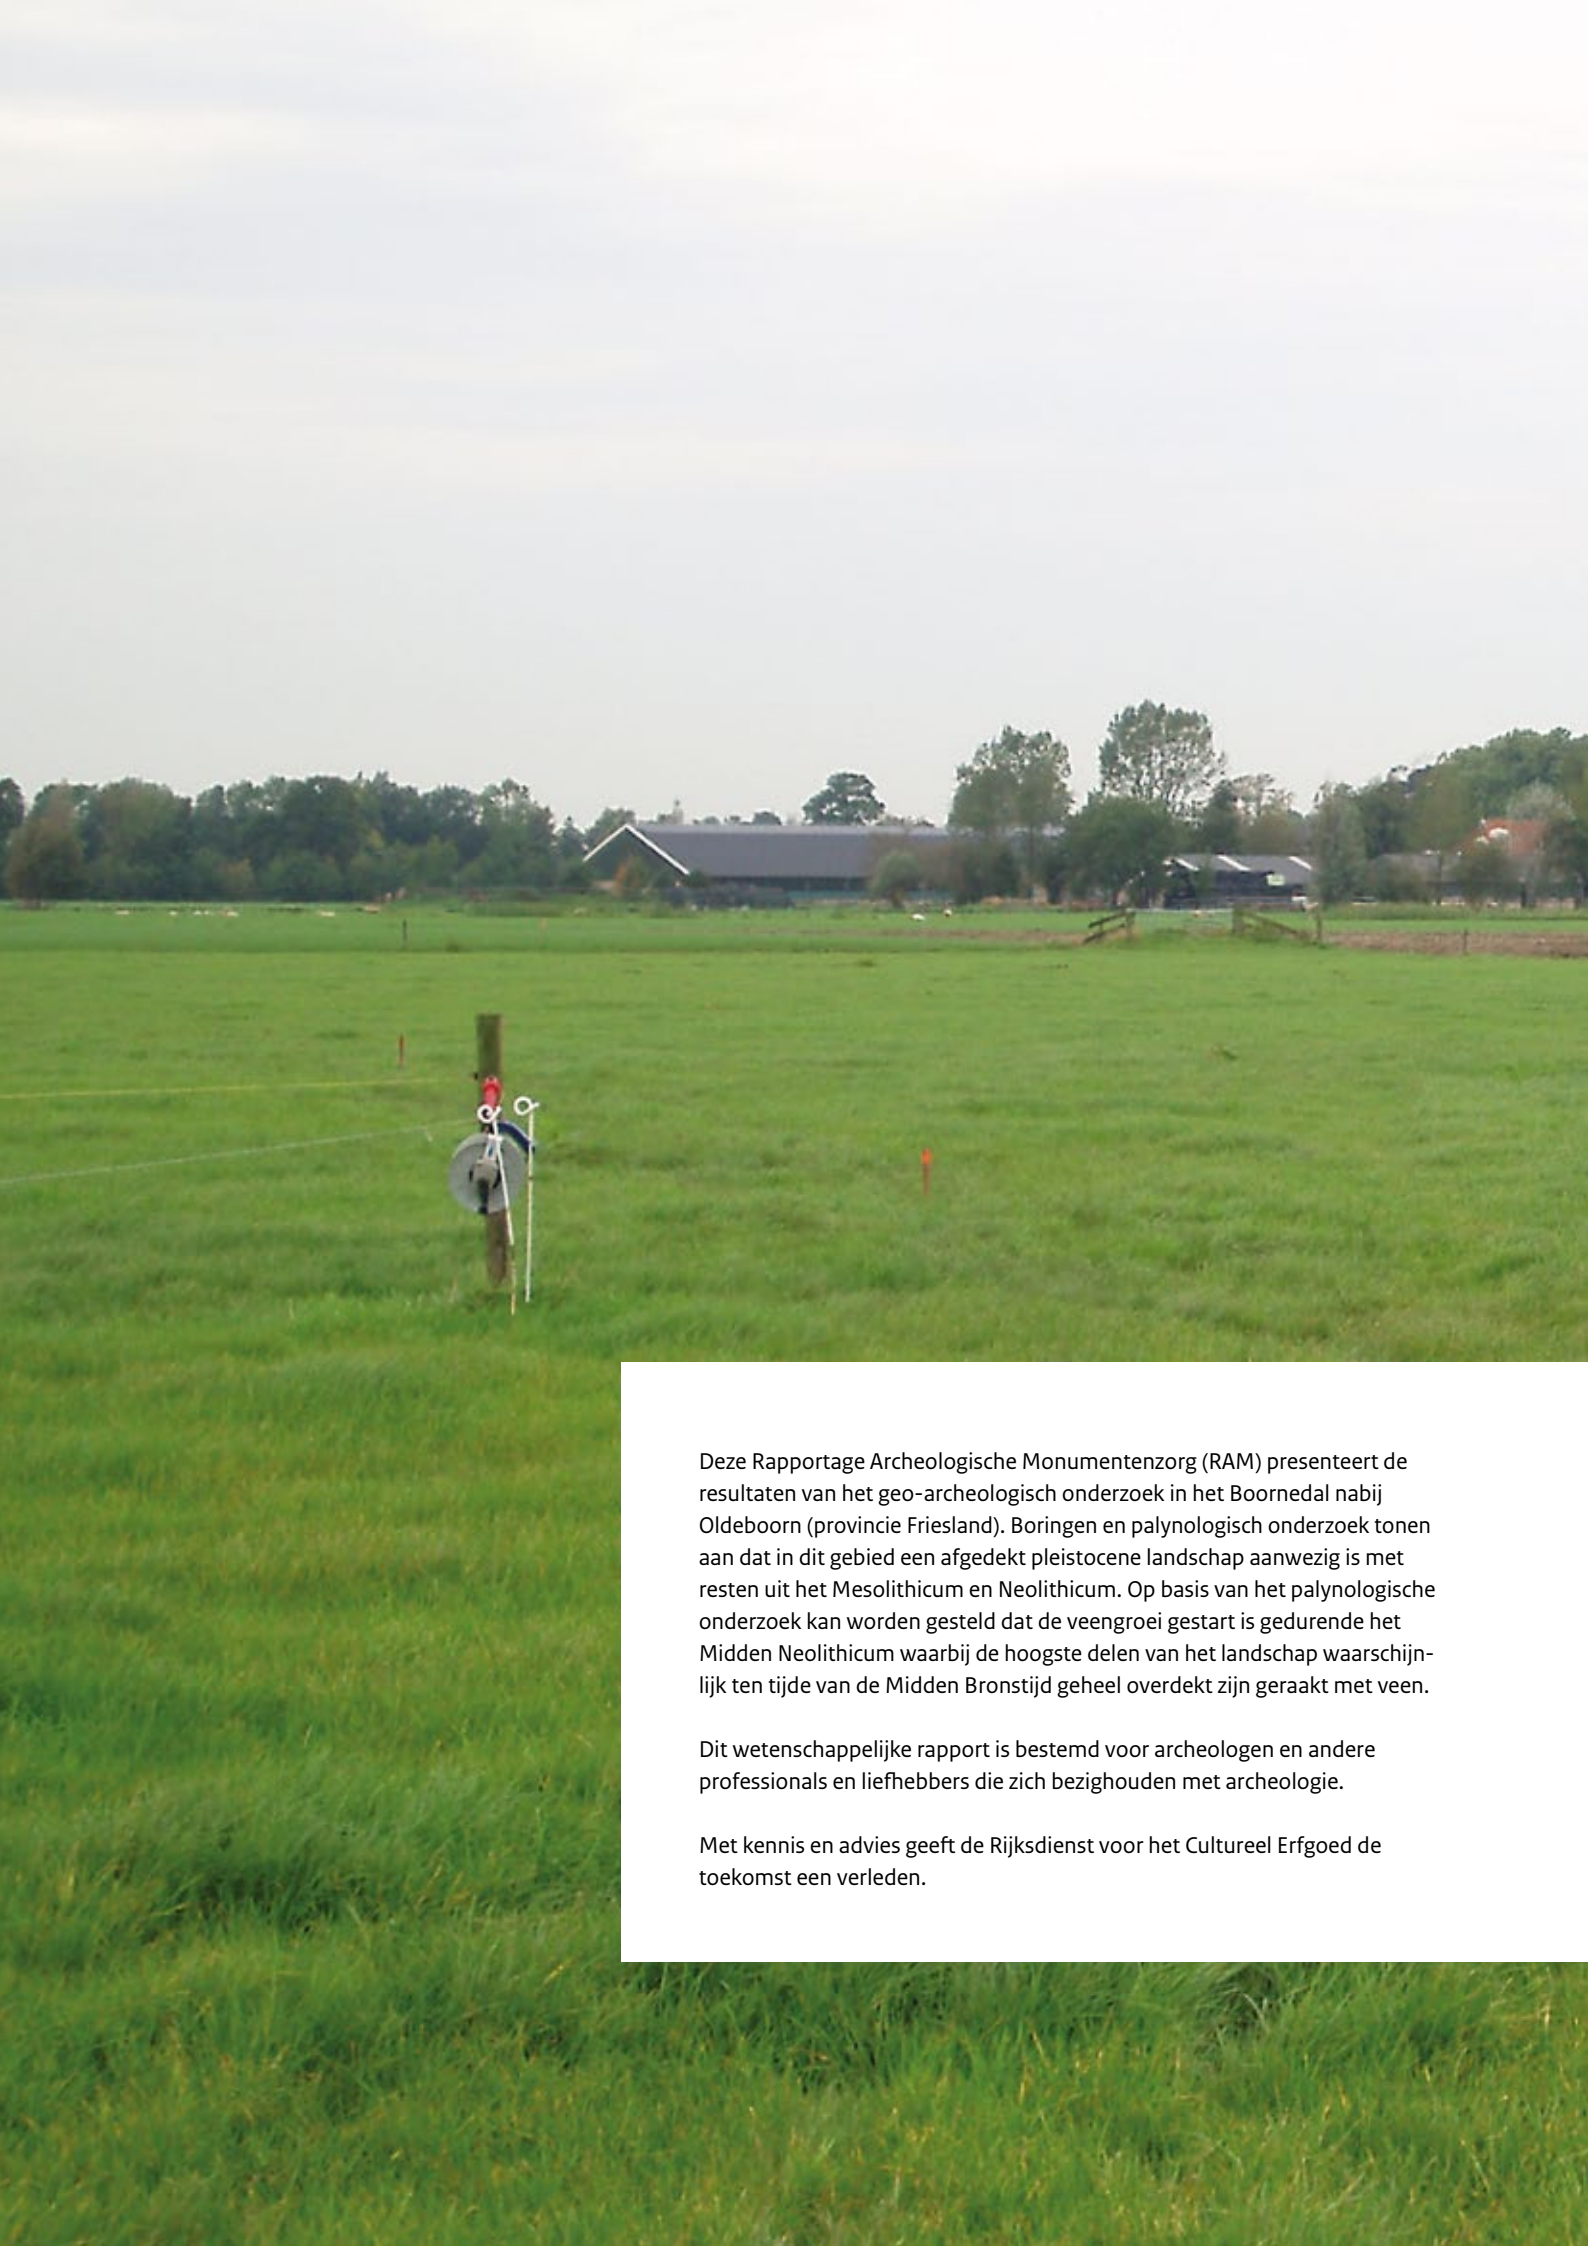 Deze Rapportage Archeologische Monumentenzorg (RAM) presenteert de
resultaten van het geo-archeologisch onderzoek in het Boornedal nabij
Oldeboorn (provincie Friesland). Boringen en palynologisch onderzoek tonen
aan dat in dit gebied een afgedekt pleistocene landschap aanwezig is met
resten uit het Mesolithicum en Neolithicum. Op basis van het palynologische
onderzoek kan worden gesteld dat de veengroei gestart is gedurende het
Midden Neolithicum waarbij de hoogste delen van het landschap waarschijn-
lijk ten tijde van de Midden Bronstijd geheel overdekt zijn geraakt met veen.
Dit wetenschappelijke rapport is bestemd voor archeologen en andere
professionals en liefhebbers die zich bezighouden met archeologie.
Met kennis en advies geeft de Rijksdienst voor het Cultureel Erfgoed de
toekomst een verleden.